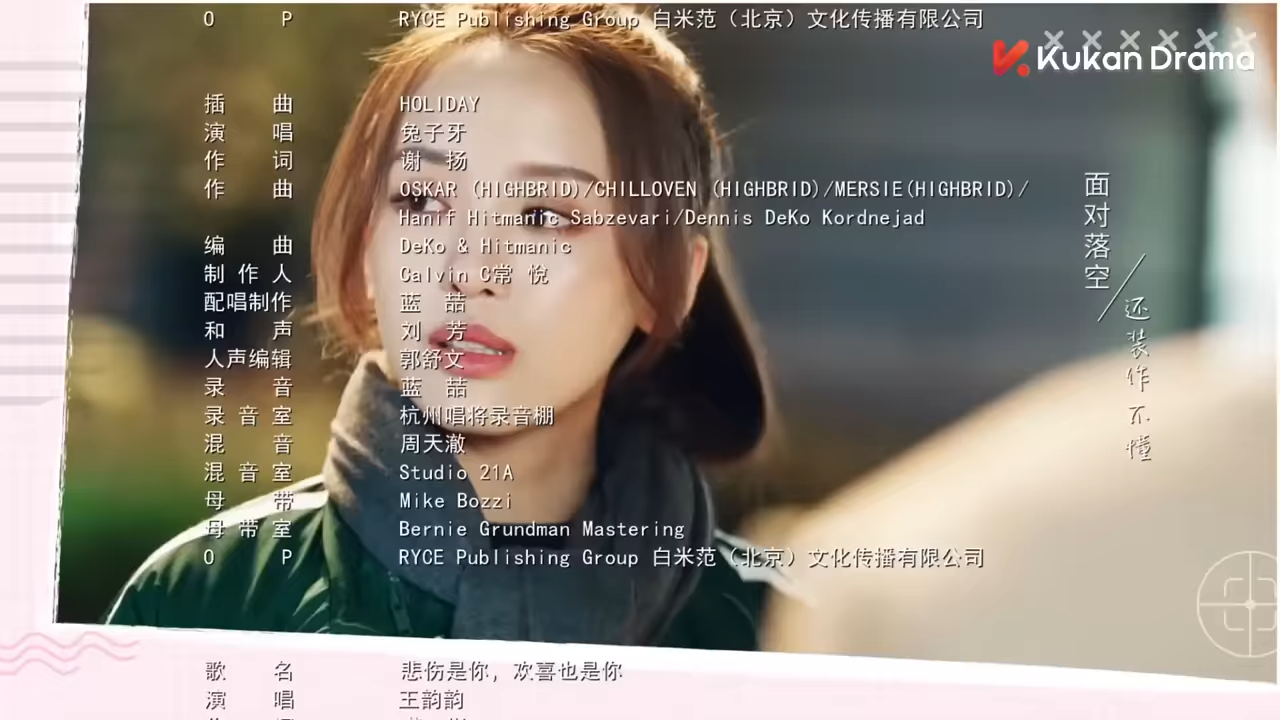 O P RYCE Publishing Group 白米范（北京）文化传播有限公司
Kukan Drama
插 曲 HOLIDAY
演 唱 兔子牙
作 词 谢 扬
作 曲 OSKAR (HIGHBRID)/CHILLOVEN (HIGHBRID)/MERSIE(HIGHBRID)/
Hanif Hitmanic Sabzevari/Dennis DeKo Kordnejad
编 曲 DeKo & Hitmanic
制 作 人 Calvin C常 悦
配唱制作 蓝 喆
和 声 刘 芳
人声编辑 郭舒文
录 音 蓝 喆
录 音 室 杭州唱将录音棚
混 音 周天澈
混 音 室 Studio 21A
母 带 Mike Bozzi
母 带 室 Bernie Grundman Mastering
O P RYCE Publishing Group 白米范（北京）文化传播有限公司
歌 名 悲伤是你，欢喜也是你
演 唱 王韵韵
面对落空
还装作不懂